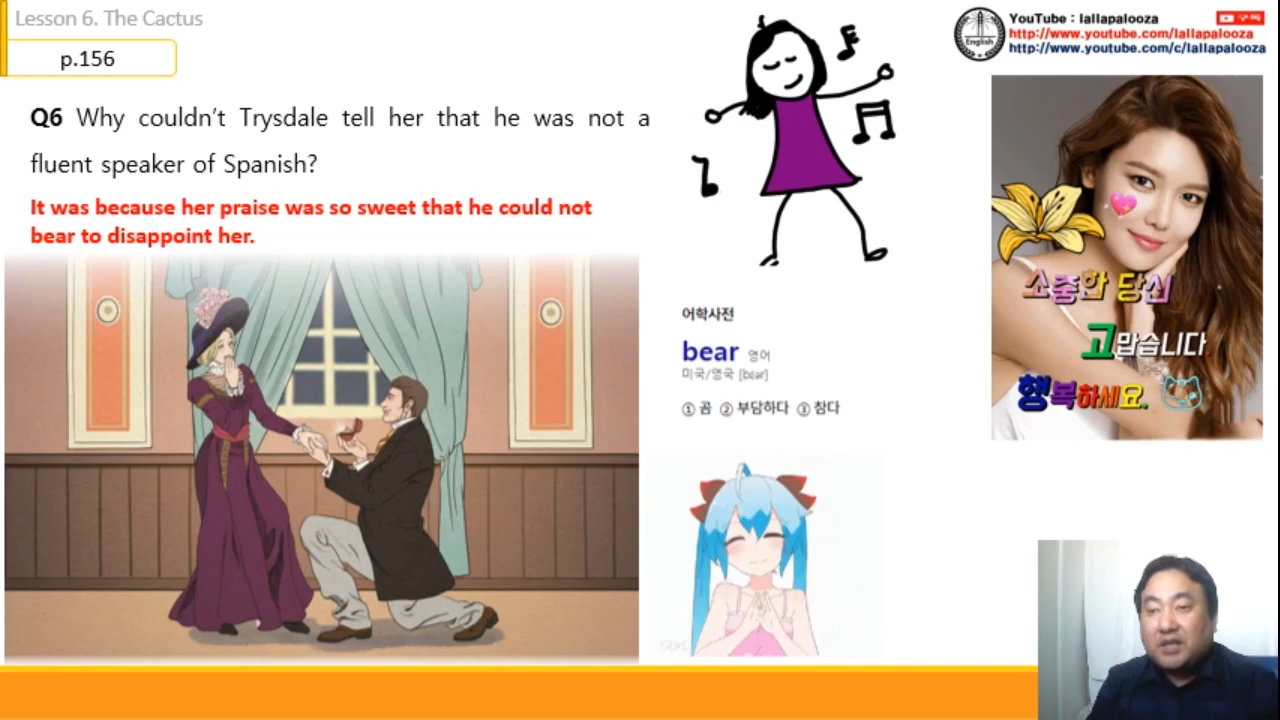 Lesson 6. The Cactus
p.156
YouTube : lallapalooza
http://www.youtube.com/lallapalooza
http://www.youtube.com/c/lallapalooza
English
Q6 Why couldn't Trysdale tell her that he was not a
fluent speaker of Spanish?
It was because her praise was so sweet that he could not
bear to disappoint her.
어학사전
bear 영어
미국/영국 [beər]
① 곰 ② 부담하다 ③ 참다
소중한 당신
고맙습니다.
행복하세요.